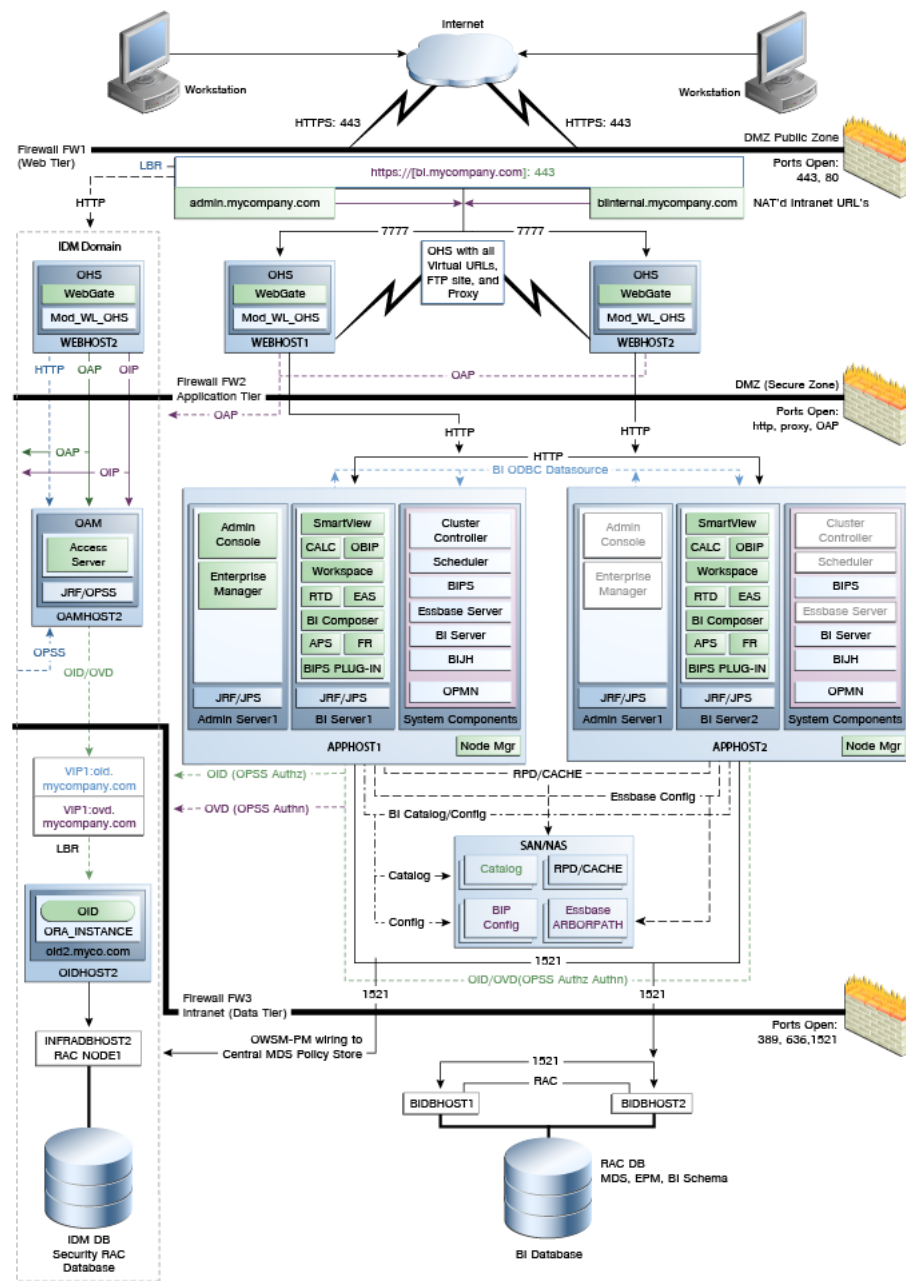 Internet
Workstation
Workstation
HTTPS: 443
HTTPS: 443
DMZ Public Zone
Firewall FW1
(Web Tier)
LBR
Ports Open:
443, 80
https://[bi.mycompany.com]: 443
HTTP
admin.mycompany.com
biinternal.mycompany.com
NAT'd Intranet URL's
IDM Domain
7777
7777
OHS
WebGate
Mod_WL_OHS
WEBHOST2
OHS
WebGate
Mod_WL_OHS
WEBHOST1
OHS with all
Virtual URLs,
FTP site, and
Proxy
OHS
WebGate
Mod_WL_OHS
WEBHOST2
HTTP
OAP
OIP
OAP
Firewall FW2
Application Tier
DMZ (Secure Zone)
OAP
Ports Open:
http, proxy, OAP
HTTP
HTTP
OAP
OIP
HTTP
BI ODBC Datasource
OAM
Access
Server
JRF/OPSS
OAMHOST2
OPSS
OID/OVD
Admin
Console
Enterprise
Manager
JRF/JPS
Admin Server1
SmartView
CALC
OBIP
Workspace
RTD
EAS
BI Composer
APS
FR
BIPS PLUG-IN
JRF/JPS
BI Server1
Cluster
Controller
Scheduler
BIPS
Essbase Server
BI Server
BIJH
OPMN
System Components
APPHOST1
Node Mgr
Admin
Console
Enterprise
Manager
JRF/JPS
Admin Server1
SmartView
CALC
OBIP
Workspace
RTD
EAS
BI Composer
APS
FR
BIPS PLUG-IN
JRF/JPS
BI Server2
Cluster
Controller
Scheduler
BIPS
Essbase Server
BI Server
BIJH
OPMN
System Components
APPHOST2
Node Mgr
VIP1:oid.
mycompany.com
VIP1:ovd.
mycompany.com
LBR
OID (OPSS Authz)
OVD (OPSS Authn)
RPD/CACHE
Essbase Config
BI Catalog/Config
SAN/NAS
Catalog
Catalog
RPD/CACHE
Config
BIP
Config
Essbase
ARBORPATH
OID
ORA_INSTANCE
oid2.myco.com
OIDHOST2
1521
OID/OVD(OPSS Authz Authn)
1521
1521
Firewall FW3
Intranet (Data Tier)
Ports Open:
389, 636,1521
INFRADBHOST2
RAC NODE1
OWSM-PM wiring to
Central MDS Policy Store
1521
RAC
BIDBHOST1
BIDBHOST2
RAC DB
MDS, EPM, BI Schema
IDM DB
Security RAC
Database
BI Database